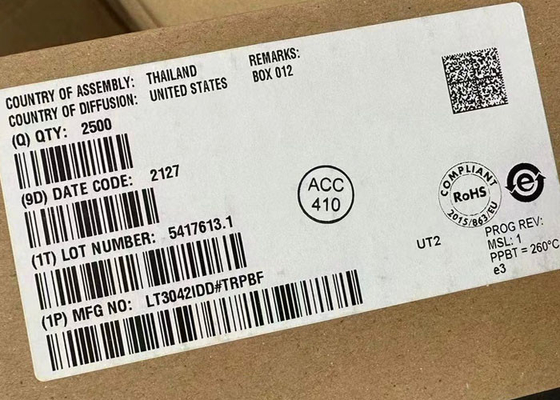 COUNTRY OF ASSEMBLY: THAILAND
COUNTRY OF DIFFUSION: UNITED STATES
REMARKS:
BOX 012
(Q) QTY: 2500
(9D) DATE CODE: 2127
(1T) LOT NUMBER: 5417613.1
(1P) MFG NO: LT3042IDD#TRPBF
ACC
410
COMPLIANT
RoHS
2015/863/EU
e
UT2
PROG REV:
MSL: 1
PPBT = 260°C
e3